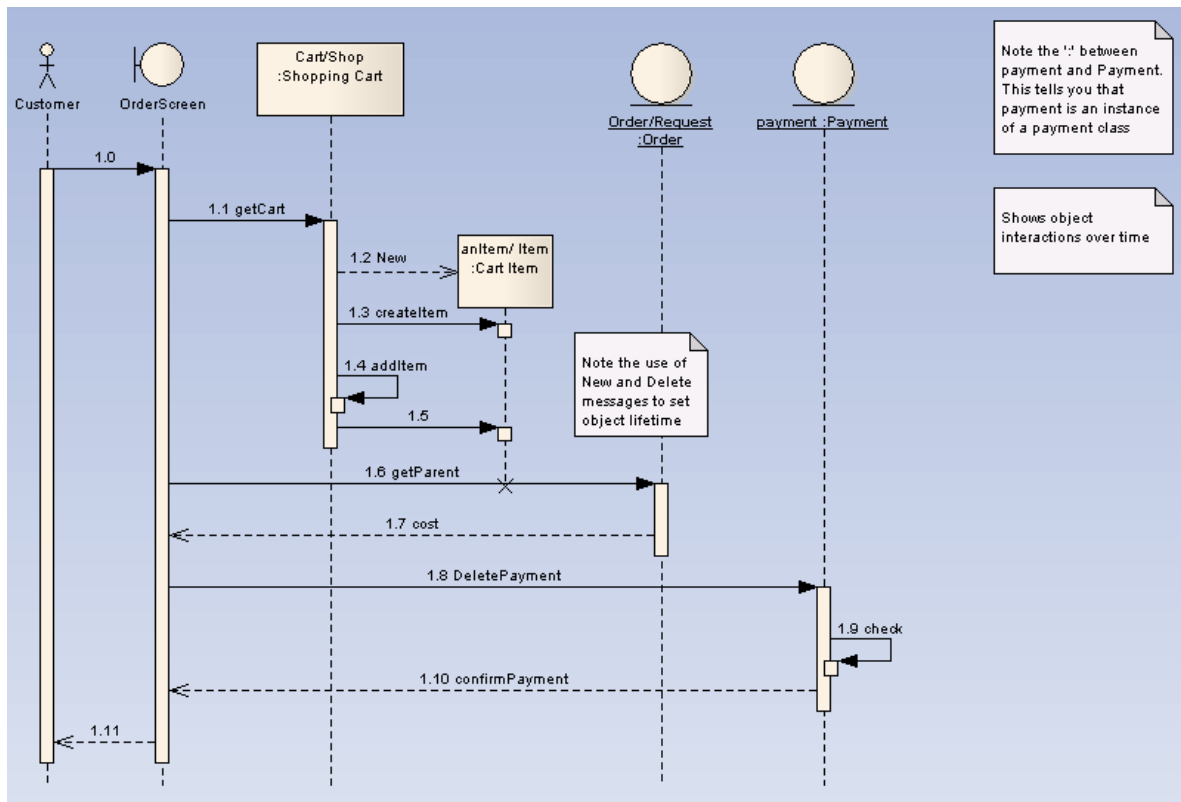 Customer
OrderScreen
Cart/Shop
:Shopping Cart
Order/Request
:Order
payment :Payment
Note the ':' between
payment and Payment.
This tells you that
payment is an instance
of a payment class
Shows object
interactions over time
1.0
1.1 getCart
anItem/ Item
:Cart Item
1.2 New
1.3 createItem
Note the use of
New and Delete
messages to set
object lifetime
1.4 addItem
1.5
1.6 getParent
1.7 cost
1.8 DeletePayment
1.9 check
1.10 confirmPayment
1.11